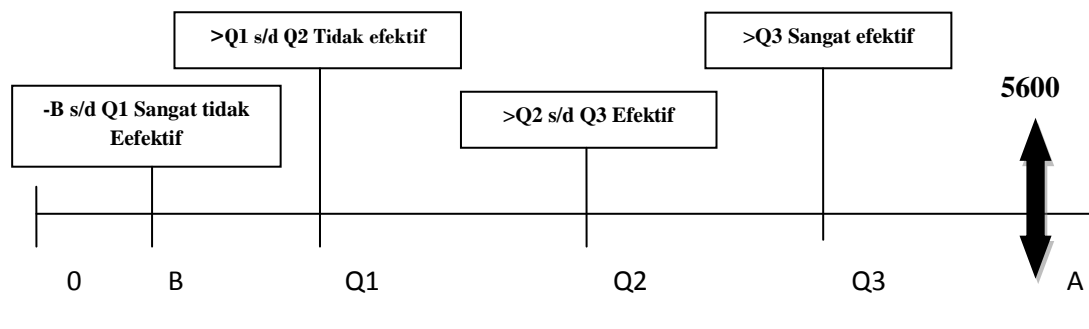 >Q1 s/d Q2 Tidak efektif
>Q3 Sangat efektif
5600
-B s/d Q1 Sangat tidak
Eefektif
>Q2 s/d Q3 Efektif
0 B Q1 Q2 Q3 A